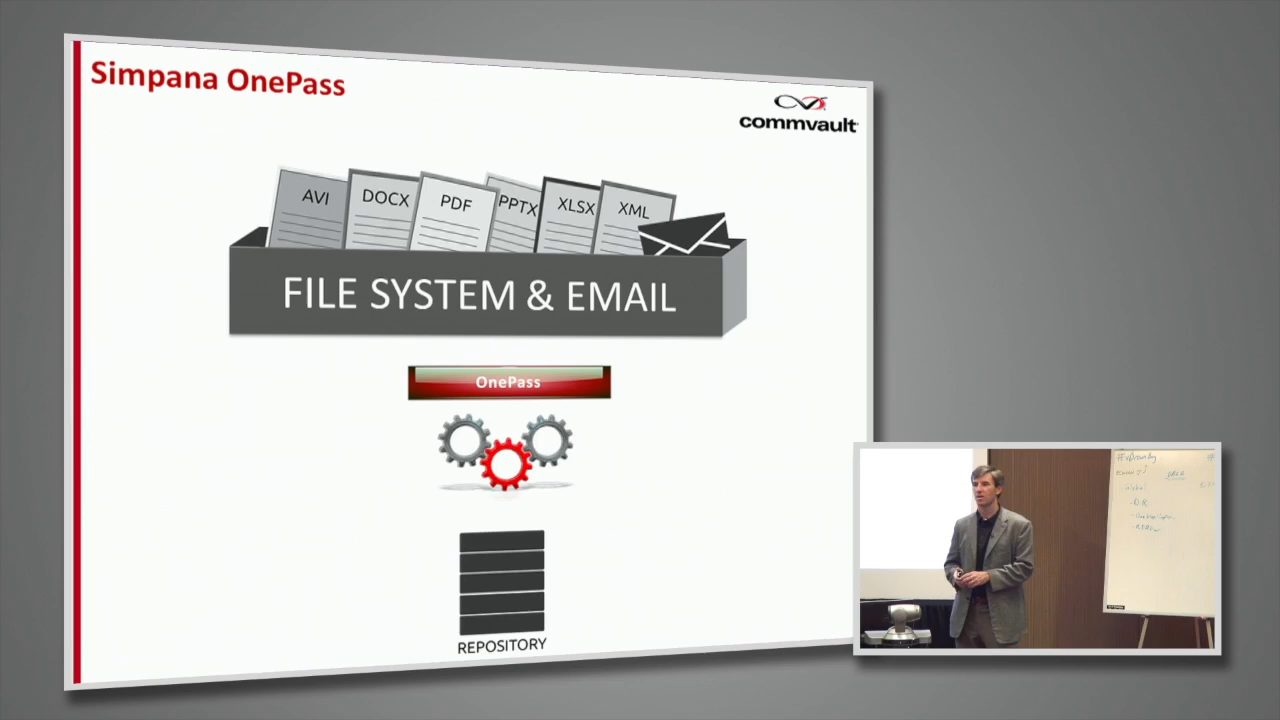 Simpana OnePass
commvault
AVI
DOCX
PDF
PPTX
XLSX
XML
FILE SYSTEM & EMAIL
OnePass
REPOSITORY